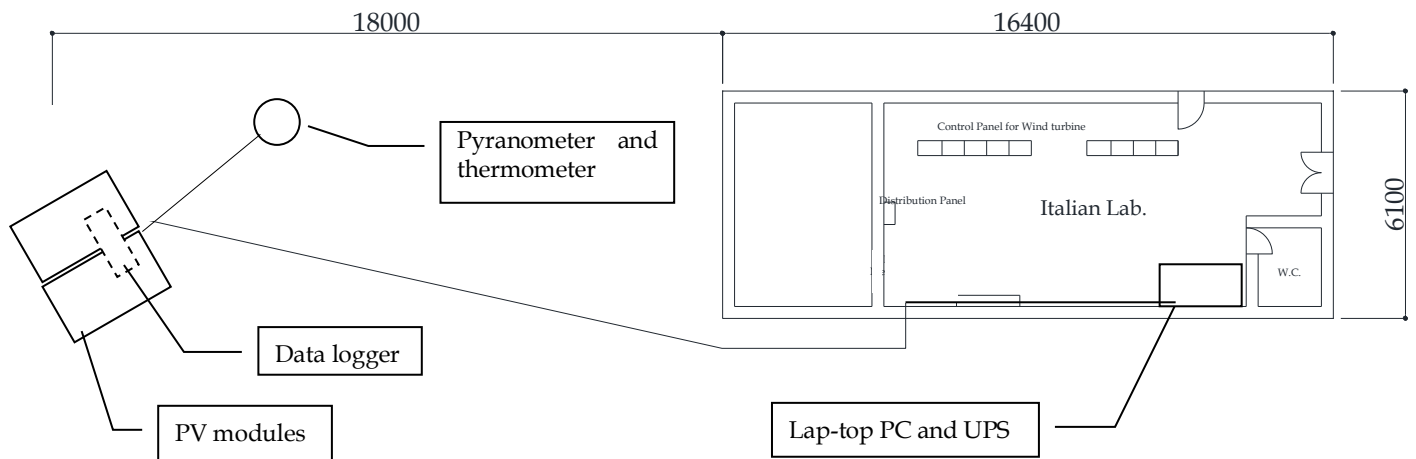 18000
16400
Pyranometer and
thermometer
Control Panel for Wind turbine
Distribution Panel
Italian Lab.
6100
W.C.
Data logger
PV modules
Lap-top PC and UPS